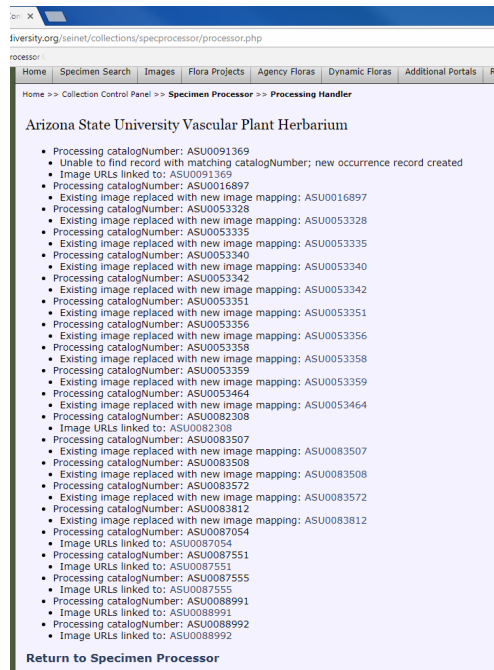 diversity.org/seinet/collections/specprocessor/processor.php
Home Specimen Search Images Flora Projects Agency Floras Dynamic Floras Additional Portals
Home >> Collection Control Panel >> Specimen Processor >> Processing Handler
Arizona State University Vascular Plant Herbarium
• Processing catalogNumber: ASU0091369
• Unable to find record with matching catalogNumber; new occurrence record created
• Image URLs linked to: ASU0091369
• Processing catalogNumber: ASU0016897
• Existing image replaced with new image mapping: ASU0016897
• Processing catalogNumber: ASU0053328
• Existing image replaced with new image mapping: ASU0053328
• Processing catalogNumber: ASU0053335
• Existing image replaced with new image mapping: ASU0053335
• Processing catalogNumber: ASU0053340
• Existing image replaced with new image mapping: ASU0053340
• Processing catalogNumber: ASU0053342
• Existing image replaced with new image mapping: ASU0053342
• Processing catalogNumber: ASU0053351
• Existing image replaced with new image mapping: ASU0053351
• Processing catalogNumber: ASU0053356
• Existing image replaced with new image mapping: ASU0053356
• Processing catalogNumber: ASU0053358
• Existing image replaced with new image mapping: ASU0053358
• Processing catalogNumber: ASU0053359
• Existing image replaced with new image mapping: ASU0053359
• Processing catalogNumber: ASU0053464
• Existing image replaced with new image mapping: ASU0053464
• Processing catalogNumber: ASU0082308
• Image URLs linked to: ASU0082308
• Processing catalogNumber: ASU0083507
• Existing image replaced with new image mapping: ASU0083507
• Processing catalogNumber: ASU0083508
• Existing image replaced with new image mapping: ASU0083508
• Processing catalogNumber: ASU0083572
• Existing image replaced with new image mapping: ASU0083572
• Processing catalogNumber: ASU0083812
• Existing image replaced with new image mapping: ASU0083812
• Processing catalogNumber: ASU0087054
• Image URLs linked to: ASU0087054
• Processing catalogNumber: ASU0087551
• Image URLs linked to: ASU0087551
• Processing catalogNumber: ASU0087555
• Image URLs linked to: ASU0087555
• Processing catalogNumber: ASU0088991
• Image URLs linked to: ASU0088991
• Processing catalogNumber: ASU0088992
• Image URLs linked to: ASU0088992
Return to Specimen Processor